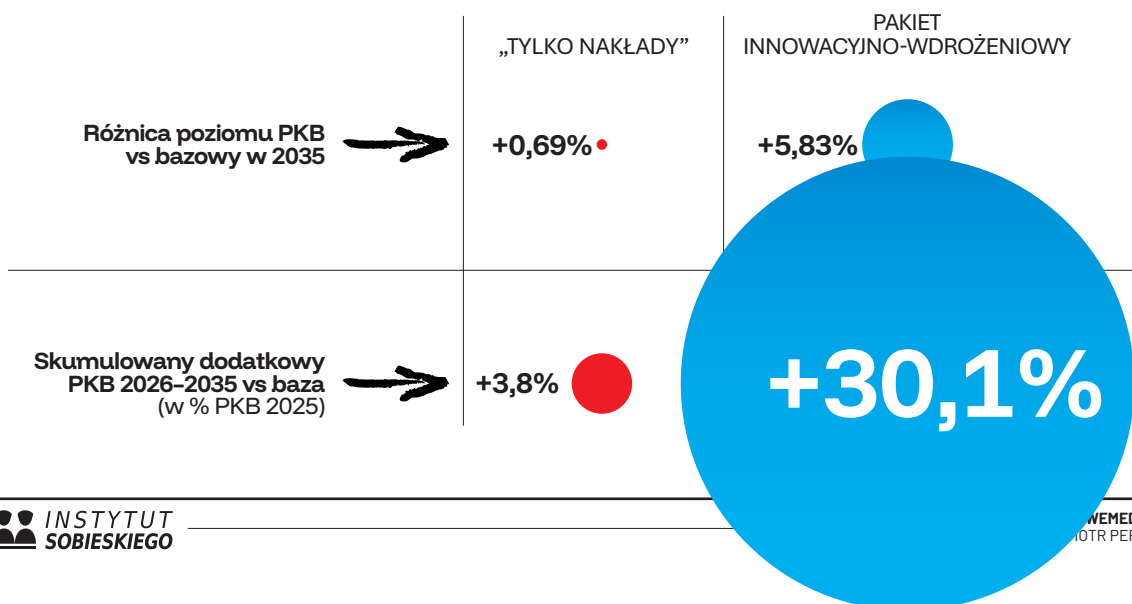 „TYLKO NAKŁADY”
PAKIET
INNOWACYJNO-WDROŻENIOWY
Różnica poziomu PKB
vs bazowy w 2035
+0,69%
+5,83%
Skumulowany dodatkowy
PKB 2026–2035 vs baza
(w % PKB 2025)
+3,8%
+30,1%
INSTYTUT
SOBIESKIEGO